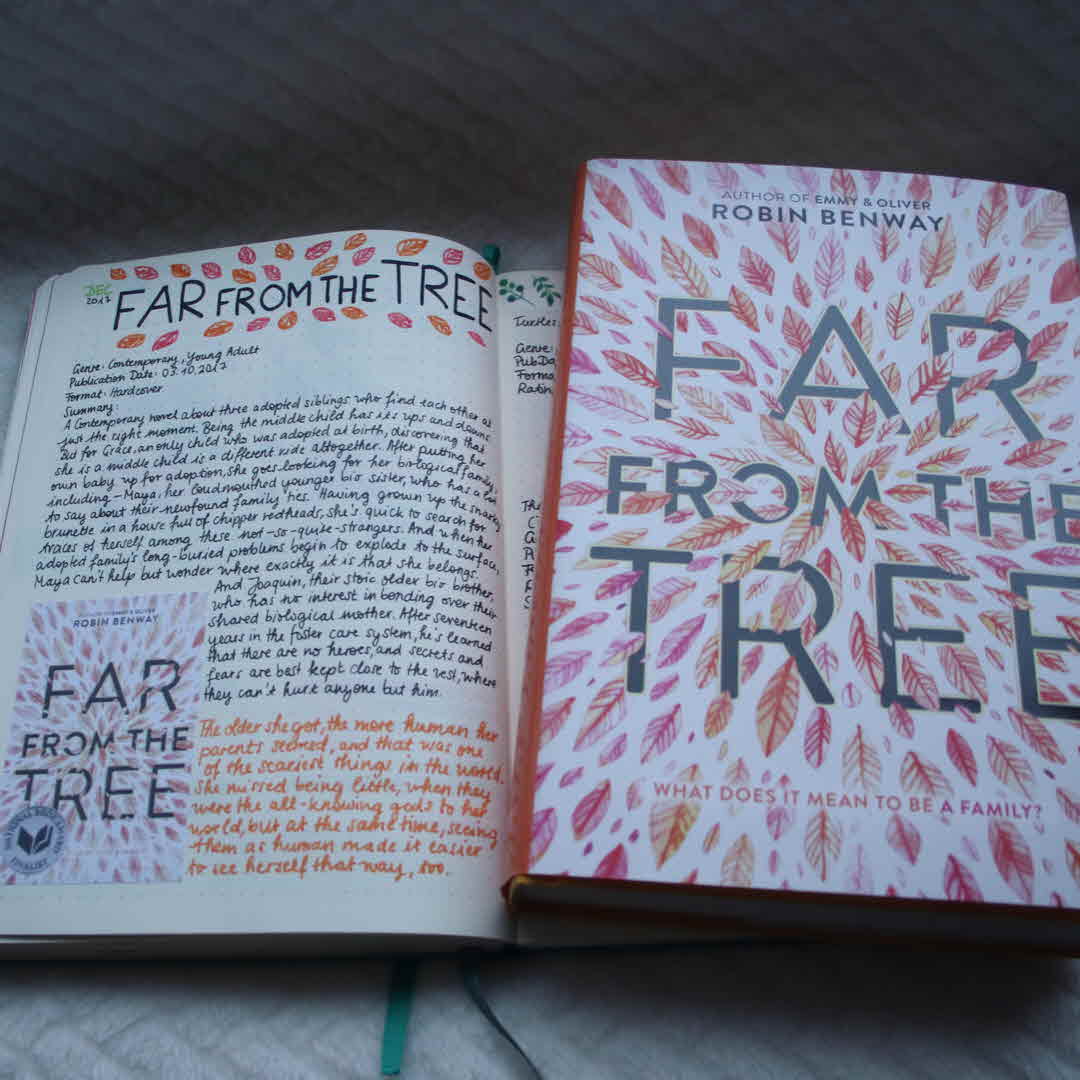 DEC
2017
FAR FROM THE TREE
Genre: Contemporary, Young Adult
Publication Date: 03.10.2017
Format: Hardcover
Summary:
A Contemporary novel about three adopted siblings who find each other at
just the right moment. Being the middle child has its ups and downs
But for Grace, an only child who was adopted at birth, discovering that
she is a middle child is a different ride altogether. After putting her
own baby up for adoption, she goes looking for her biological family,
including – Maya, her loudmouthed younger bio sister, who has a lot
to say about their newfound family ties. Having grown up the snarky
brunette in a house full of chipper redheads, she's quick to search for
traces of herself among these not-so-quite-strangers. And when her
adopted family's long-buried problems begin to explode to the surface,
Maya can't help but wonder where exactly it is that she belongs.
And Joaquin, their stoic older bio brother,
who has no interest in bonding over their
shared biological mother. After seventeen
years in the foster care system, he's learned
that there are no heroes, and secrets and
fears are best kept close to the vest, where
they can't hurt anyone but him.
The older she got, the more human her
parents seemed, and that was one
of the scariest things in the world.
She missed being little, when they
were the all-knowing gods to her
world, but at the same time, seeing
them as human made it easier
to see herself that way, too.
AUTHOR OF EMMY & OLIVER
ROBIN BENWAY
FAR
FROM THE
TREE
FINALIST
Turtles
Genre:
Pub Da
Forma
Ratin
AUTHOR OF EMMY & OLIVER
ROBIN BENWAY
FAR
FROM THE
TREE
WHAT DOES IT MEAN TO BE A FAMILY?